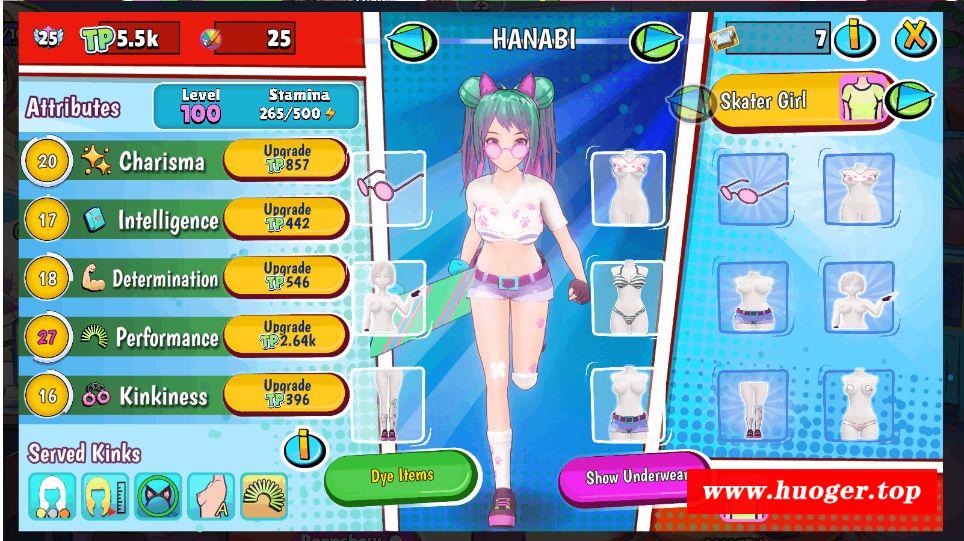 25
25
TP5.5k
25
HANABI
7
Attributes
Level
100
Stamina
265/500
Skater Girl
20
Charisma
Upgrade
TP857
17
Intelligence
Upgrade
TP442
18
Determination
Upgrade
TP546
27
Performance
Upgrade
TP2.64k
16
Kinkiness
Upgrade
TP396
Served Kinks
A
Dye Items
Show Underwear
www.huoger.top